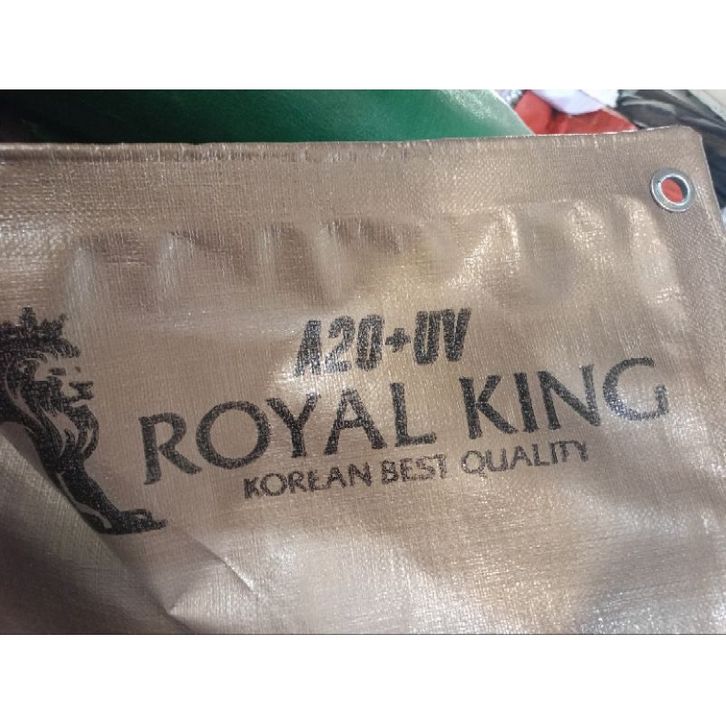 A20+UV
ROYAL KING
KOREAN BEST QUALITY